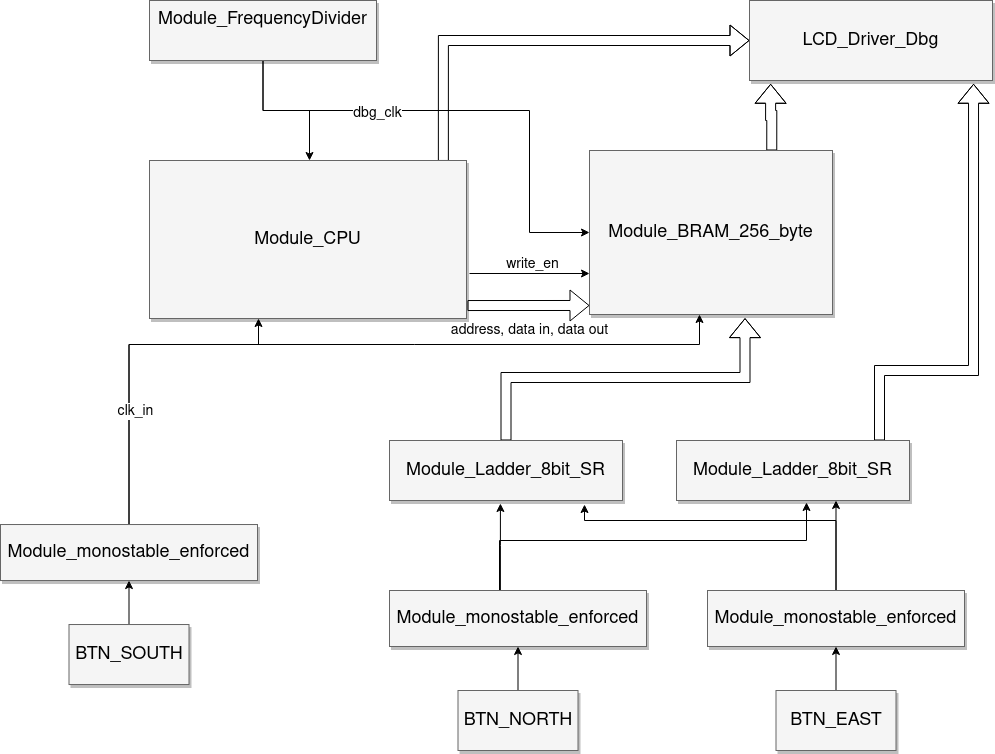 Module_FrequencyDivider
LCD_Driver_Dbg
dbg_clk
Module_CPU
Module_BRAM_256_byte
write_en
address, data in, data out
clk_in
Module_Ladder_8bit_SR
Module_Ladder_8bit_SR
Module_monostable_enforced
Module_monostable_enforced
Module_monostable_enforced
BTN_SOUTH
BTN_NORTH
BTN_EAST